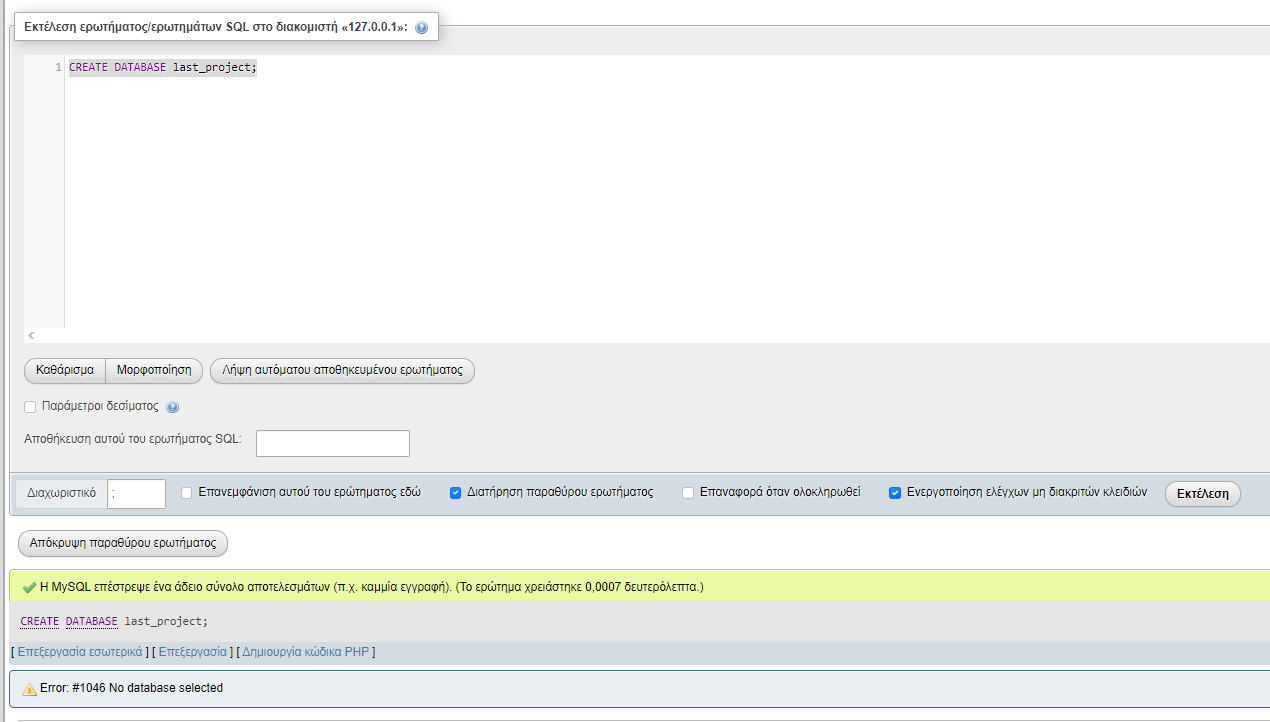 Εκτέλεση ερωτήματος/ερωτημάτων SQL στο διακομιστή «127.0.0.1»:
1 CREATE DATABASE last_project;
Καθάρισμα Μορφοποίηση Λήψη αυτόματου αποθηκευμένου ερωτήματος
Παράμετροι δεσίματος
Αποθήκευση αυτού του ερωτήματος SQL:
Διαχωριστικό ; Επανεμφάνιση αυτού του ερώτηματος εδώ Διατήρηση παραθύρου ερωτήματος Επαναφορά όταν ολοκληρωθεί Ενεργοποίηση ελέγχων μη διακριτών κλειδιών Εκτέλεση
Απόκρυψη παραθύρου ερωτήματος
Η MySQL επέστρεψε ένα άδειο σύνολο αποτελεσμάτων (π.χ. καμμία εγγραφή). (Το ερώτημα χρειάστηκε 0,0007 δευτερόλεπτα.)
CREATE DATABASE last_project;
[ Επεξεργασία εσωτερικά ] [ Επεξεργασία ] [ Δημιουργία κώδικα PHP ]
Error: #1046 No database selected